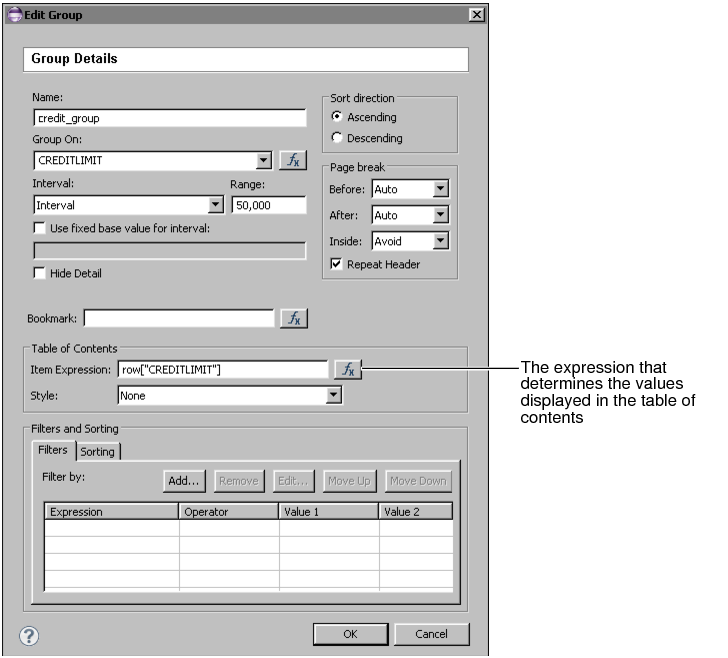 Edit Group
Group Details
Name:
credit_group
Group On:
CREDITLIMIT
fx
Interval:
Range:
Interval
50,000
Use fixed base value for interval:
Hide Detail
Sort direction
Ascending
Descending
Page break
Before: Auto
After: Auto
Inside: Avoid
Repeat Header
Bookmark:
fx
Table of Contents
Item Expression: row["CREDITLIMIT"]
fx
Style: None
The expression that
determines the values
displayed in the table of
contents
Filters and Sorting
Filters Sorting
Filter by: Add... Remove Edit... Move Up Move Down
Expression Operator Value 1 Value 2
?
OK Cancel